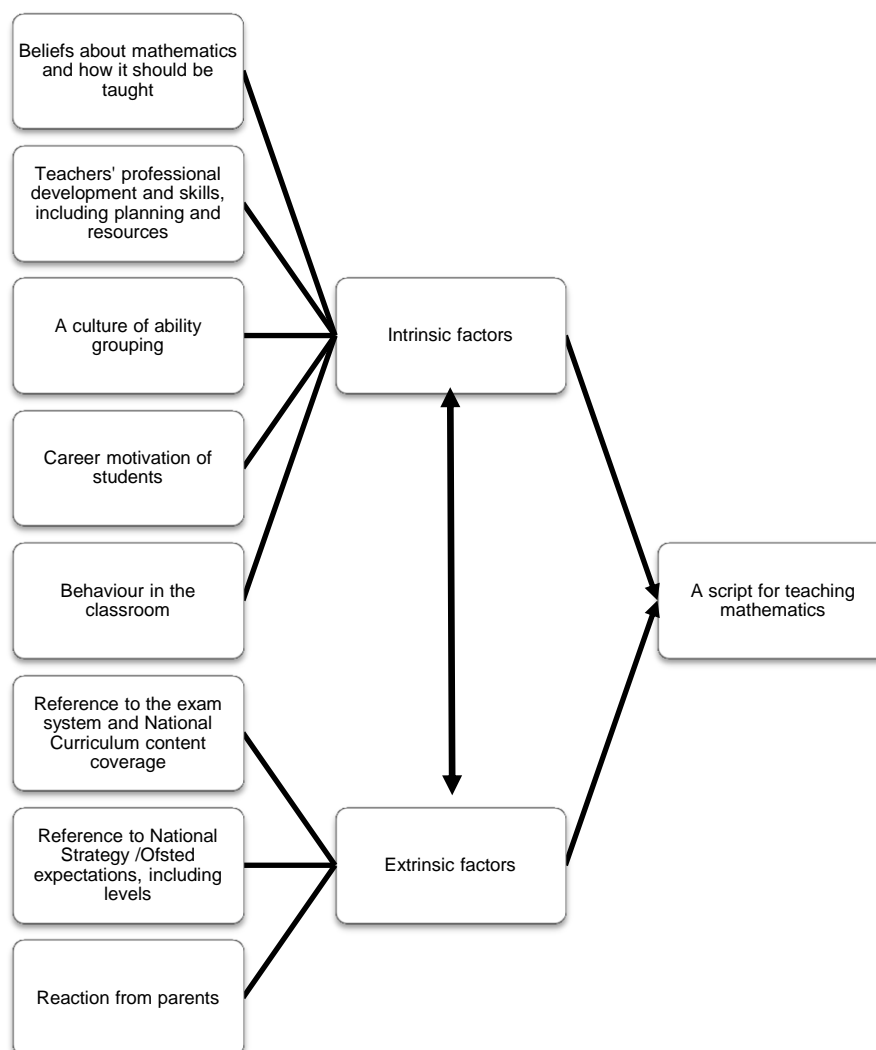 Beliefs about mathematics
and how it should be
taught
Teachers' professional
development and skills,
including planning and
resources
A culture of ability
grouping
Career motivation of
students
Behaviour in the
classroom
Reference to the exam
system and National
Curriculum content
coverage
Reference to National
Strategy /Ofsted
expectations, including
levels
Reaction from parents
Intrinsic factors
Extrinsic factors
A script for teaching
mathematics